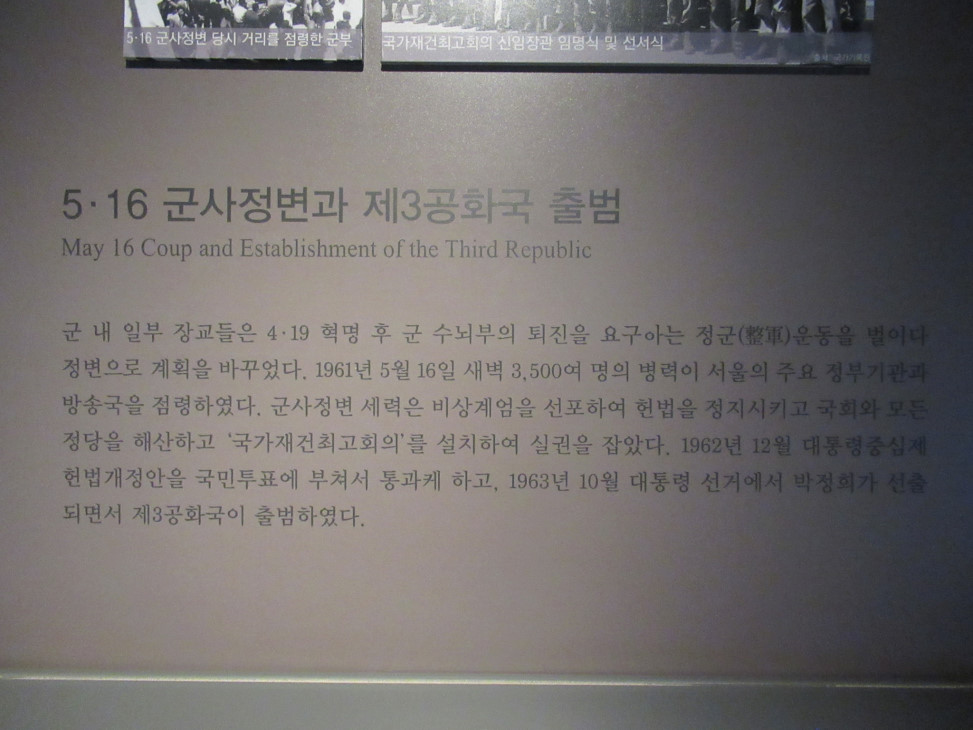 5·16 군사정변 당시 거리를 점령한 군부
국가재건최고회의 신임장관 임명식 및 선서식
5·16 군사정변과 제3공화국 출범
May 16 Coup and Establishment of the Third Republic
군 내 일부 장교들은 4·19 혁명 후 군 수뇌부의 퇴진을 요구하는 정군(整軍)운동을 벌이다
정변으로 계획을 바꾸었다. 1961년 5월 16일 새벽 3,500여 명의 병력이 서울의 주요 정부기관과
방송국을 점령하였다. 군사정변 세력은 비상계엄을 선포하여 헌법을 정지시키고 국회와 모든
정당을 해산하고 ‘국가재건최고회의’를 설치하여 실권을 잡았다. 1962년 12월 대통령중심제
헌법개정안을 국민투표에 부쳐서 통과케 하고, 1963년 10월 대통령 선거에서 박정희가 선출
되면서 제3공화국이 출범하였다.